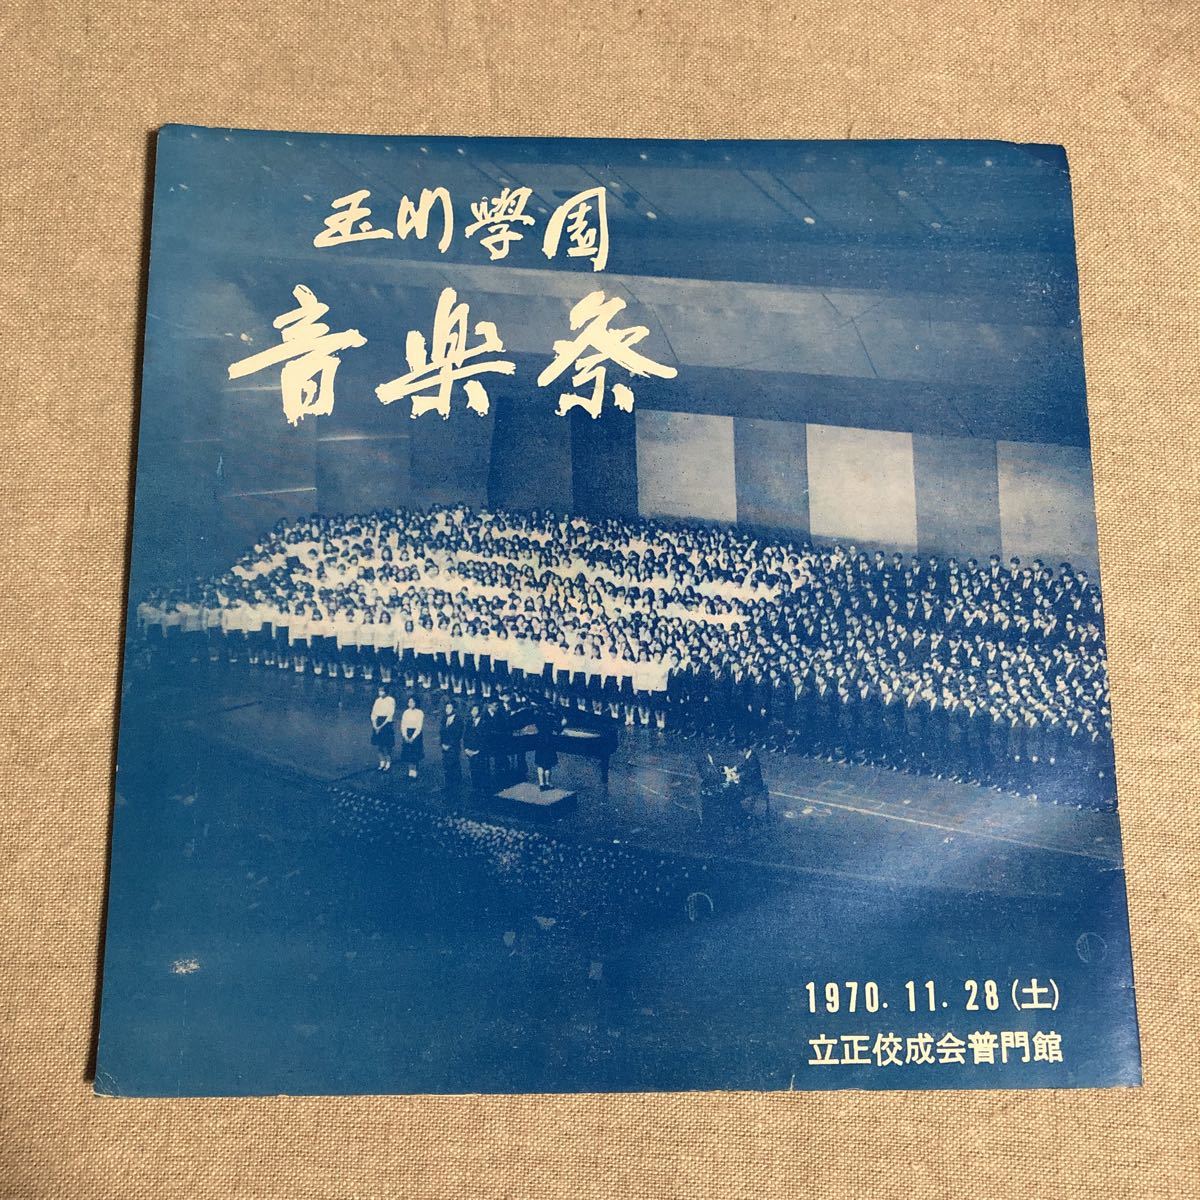 玉川學園
音楽祭
1970. 11. 28 (土)
立正佼成会普門館